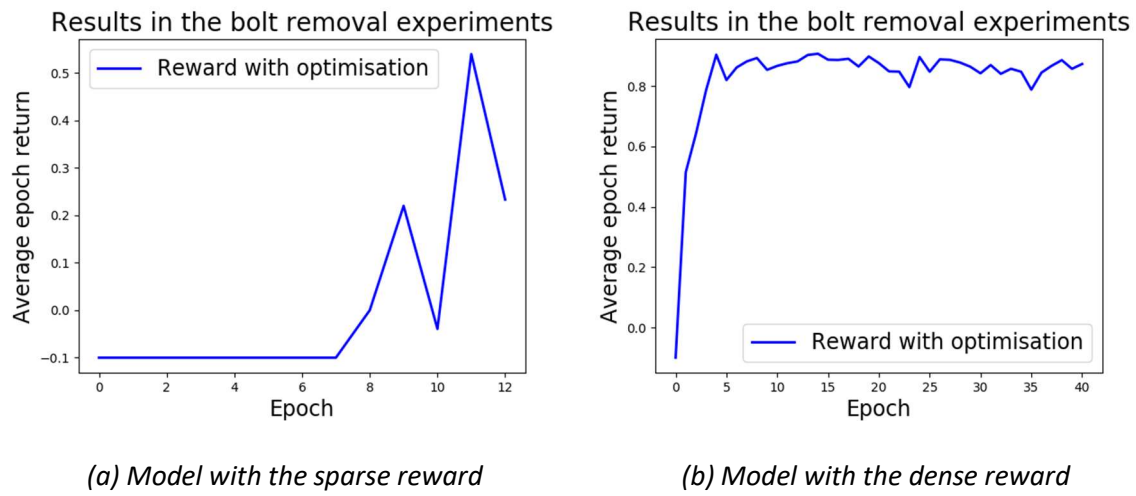 Results in the bolt removal experiments
Reward with optimisation
Average epoch return
0.5
0.4
0.3
0.2
0.1
0.0
−0.1
0 2 4 6 8 10 12
Epoch
(a) Model with the sparse reward
Results in the bolt removal experiments
Average epoch return
0.8
0.6
0.4
0.2
0.0
Reward with optimisation
0 5 10 15 20 25 30 35 40
Epoch
(b) Model with the dense reward